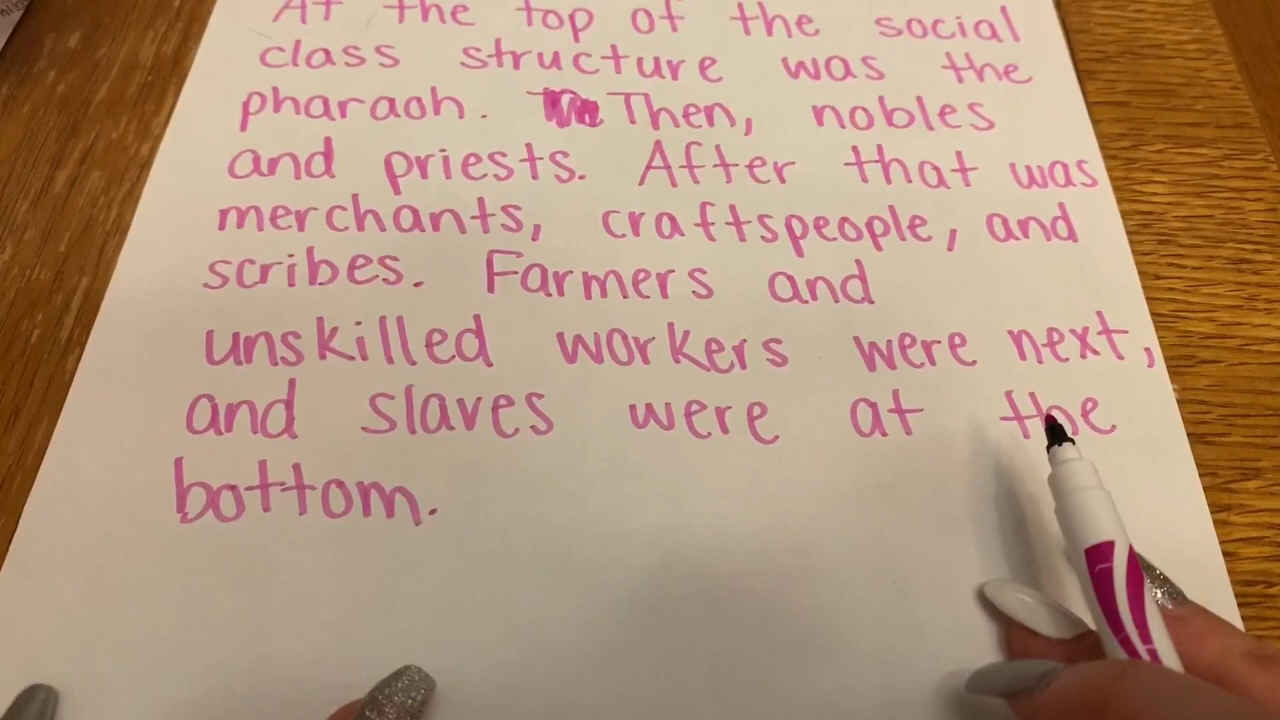 At the top of the social
class structure was the
pharaoh. Then, nobles
and priests. After that was
merchants, craftspeople, and
scribes. Farmers and
unskilled workers were next,
and slaves were at the
bottom.